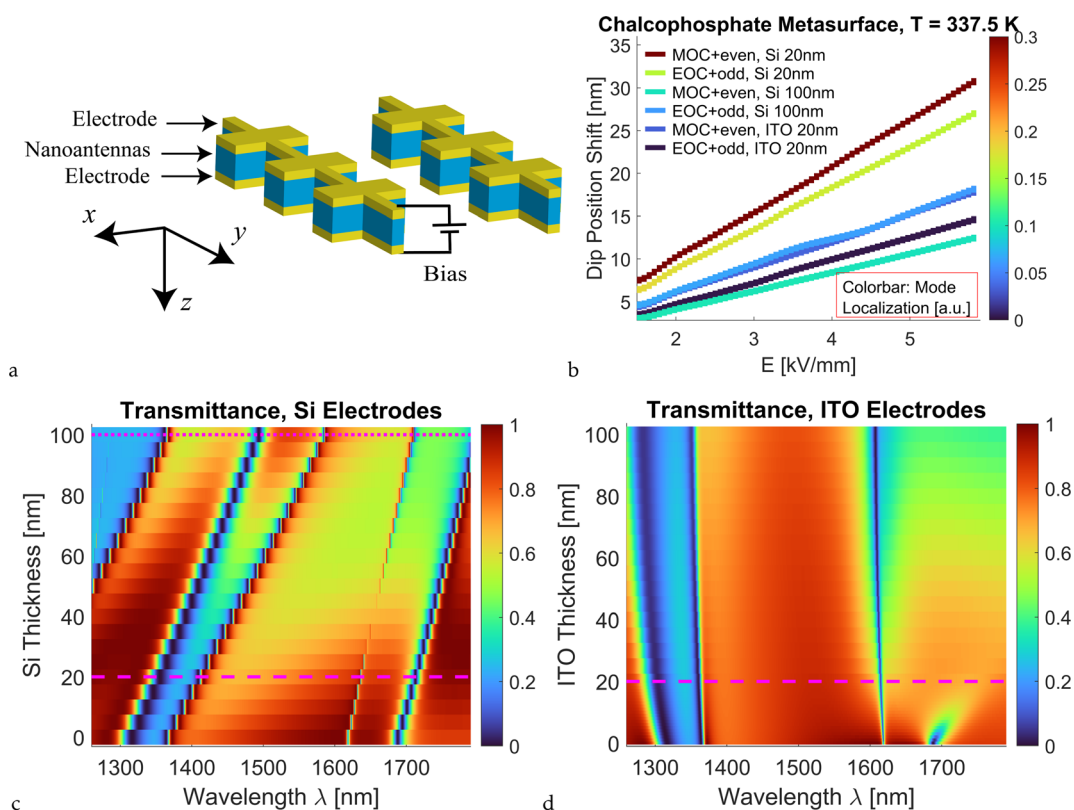 Electrode
Nanoantennas
Electrode
x
y
z
Bias
a
Chalcophosphate Metasurface, T = 337.5 K
MOC+even, Si 20nm
EOC+odd, Si 20nm
MOC+even, Si 100nm
EOC+odd, Si 100nm
MOC+even, ITO 20nm
EOC+odd, ITO 20nm
Dip Position Shift [nm]
35
30
25
20
15
10
5
2
3
4
5
E [kV/mm]
Colorbar: Mode
Localization [a.u.]
0.3
0.25
0.2
0.15
0.1
0.05
0
b
Transmittance, Si Electrodes
Si Thickness [nm]
100
80
60
40
20
0
1300
1400
1500
1600
1700
Wavelength λ [nm]
1
0.8
0.6
0.4
0.2
0
c
Transmittance, ITO Electrodes
ITO Thickness [nm]
100
80
60
40
20
0
1300
1400
1500
1600
1700
Wavelength λ [nm]
1
0.8
0.6
0.4
0.2
0
d